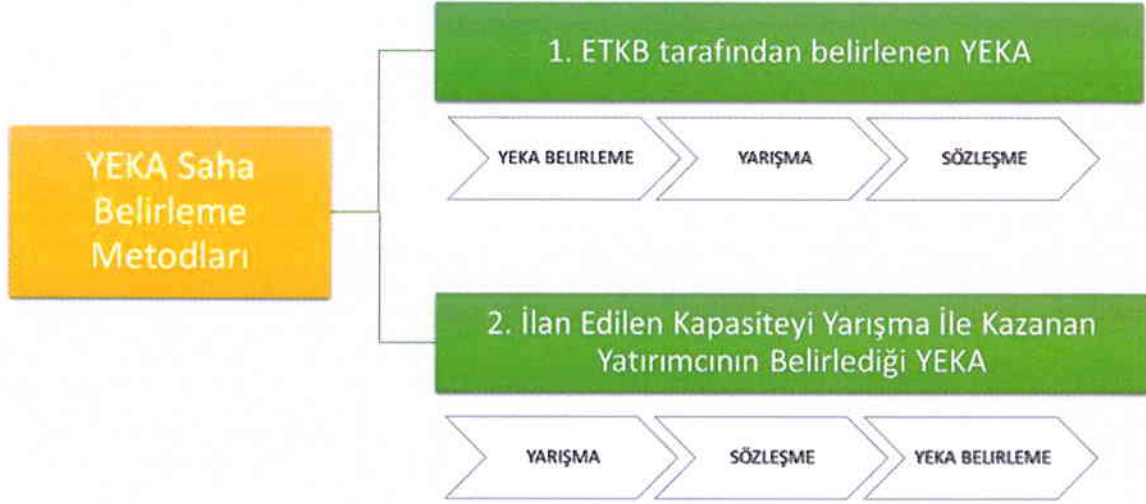 YEKA Saha
Belirleme
Metodları
1. ETKB tarafından belirlenen YEKA
YEKA BELIRLEME
YARIŞMA
SÖZLEŞME
2. İlan Edilen Kapasiteyi Yarışma İle Kazanan
Yatırımcının Belirlediği YEKA
YARIŞMA
SÖZLEŞME
YEKA BELIRLEME